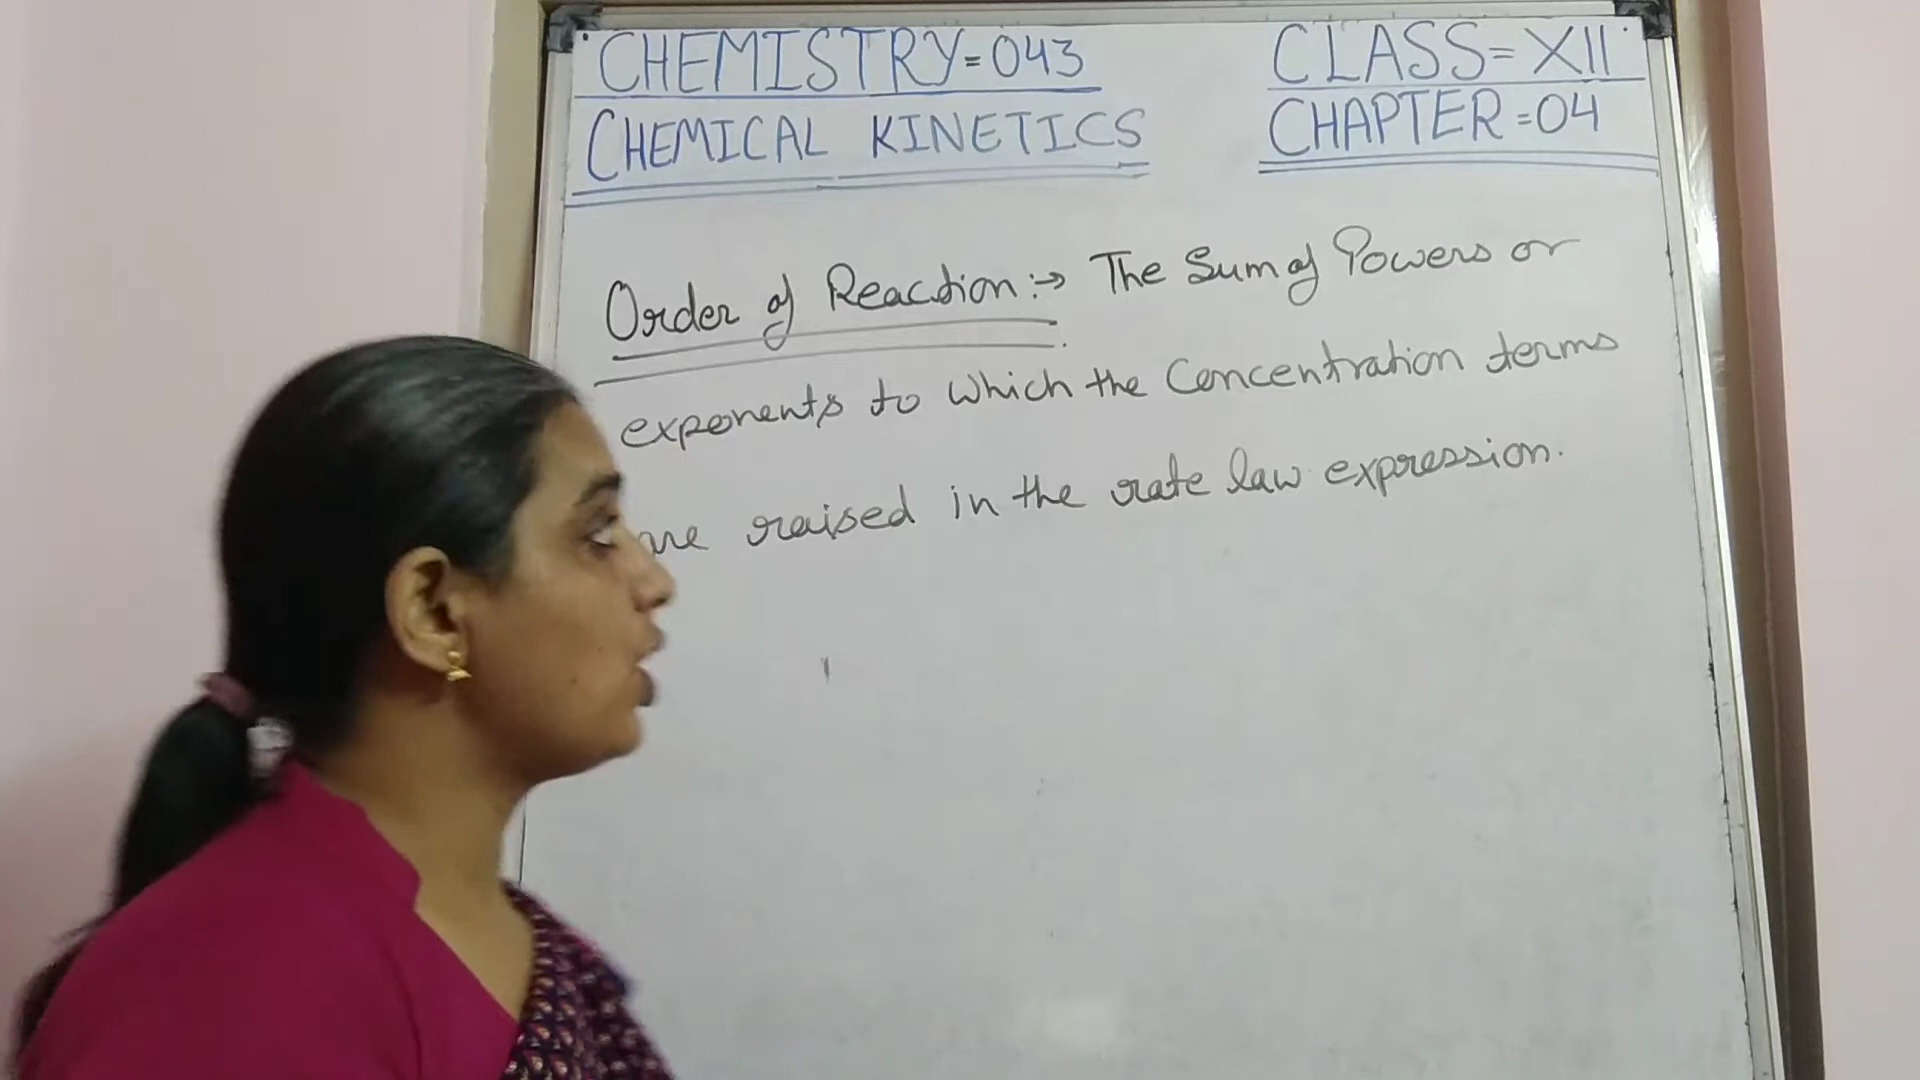 CHEMISTRY=043 CLASS=XII
CHEMICAL KINETICS CHAPTER=04
Order of Reaction:→ The Sum of Powers or
exponents to which the Concentration terms
are raised in the rate law expression.